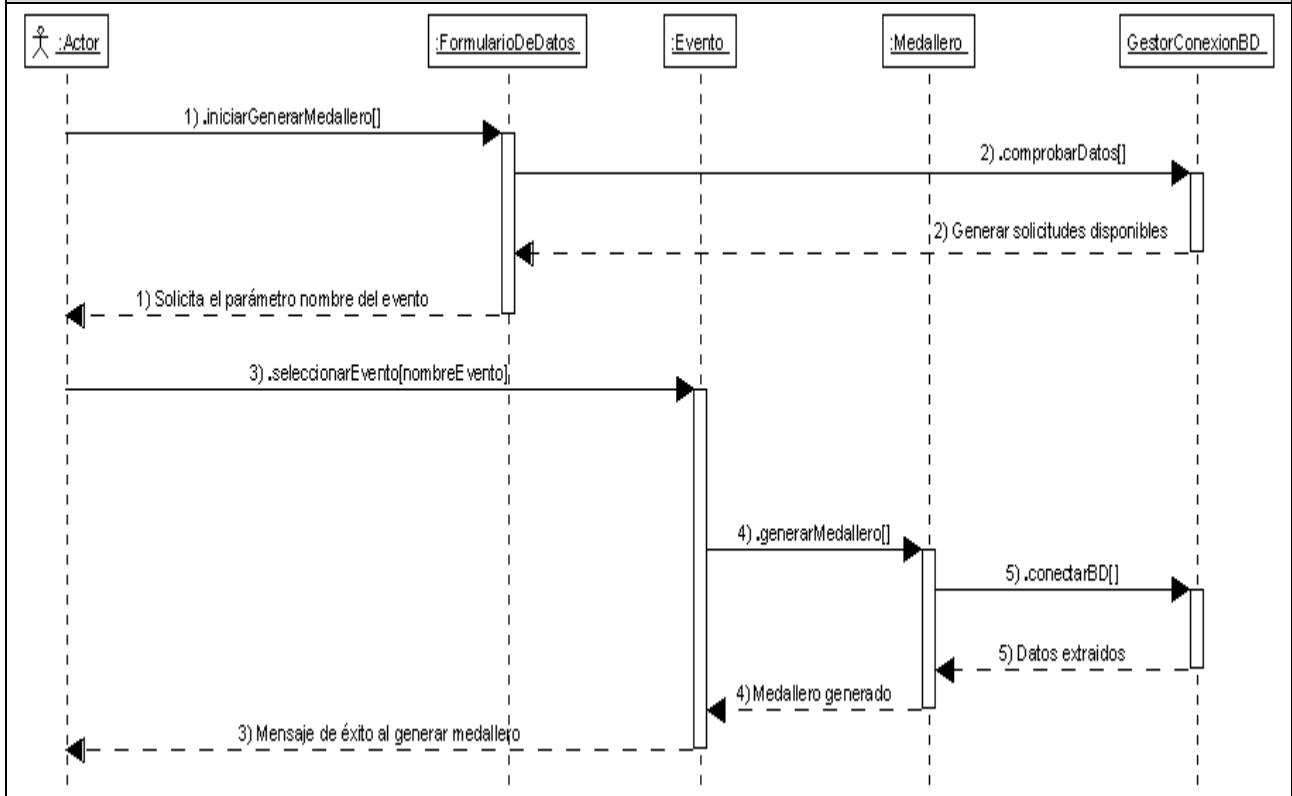 :Actor
:FormularioDeDatos
:Evento
:Medallero
GestorConexionBD
1) .iniciarGenerarMedallero[]
2) .comprobarDatos[]
2) Generar solicitudes disponibles
1) Solicita el parámetro nombre del evento
3) .seleccionarEvento[nombreEvento]
4) .generarMedallero[]
5) .conectarBD[]
5) Datos extraidos
4) Medallero generado
3) Mensaje de éxito al generar medallero